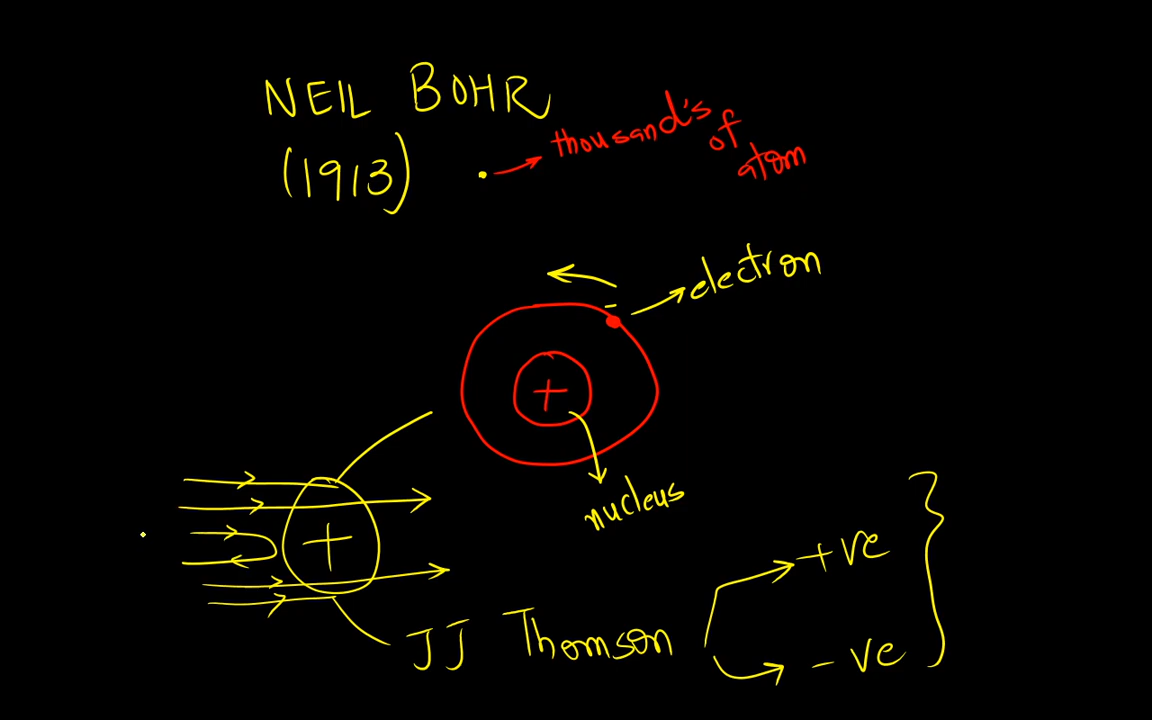 NEIL BOHR
(1913)
thousand's
of
atom
electron
-
+
nucleus
+
+ve
JJ Thomson
- ve